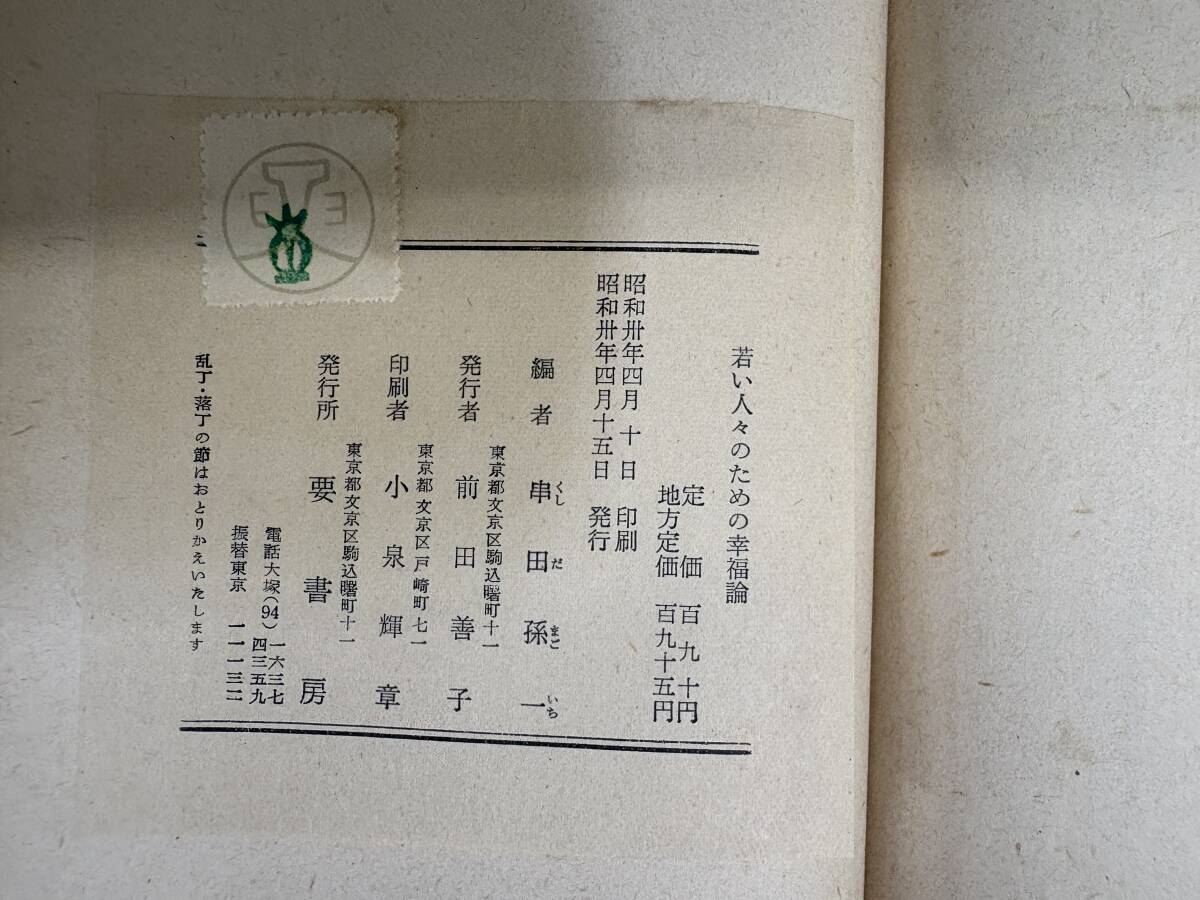 若い人々のための幸福論
定価 百九十円
地方定価 百九十五円
昭和卅年四月 十日 印刷
昭和卅年四月十五日 発行
編者 串田孫一
くしだまごいち
東京都文京区駒込曙町十一
発行者 前田善子
東京都文京区戸崎町七一
印刷者 小泉輝章
東京都文京区駒込曙町十一
発行所 要書房
電話大塚(94)一六三七
四三五九
振替東京 一一一三二
乱丁・落丁の節はおとりかえいたします